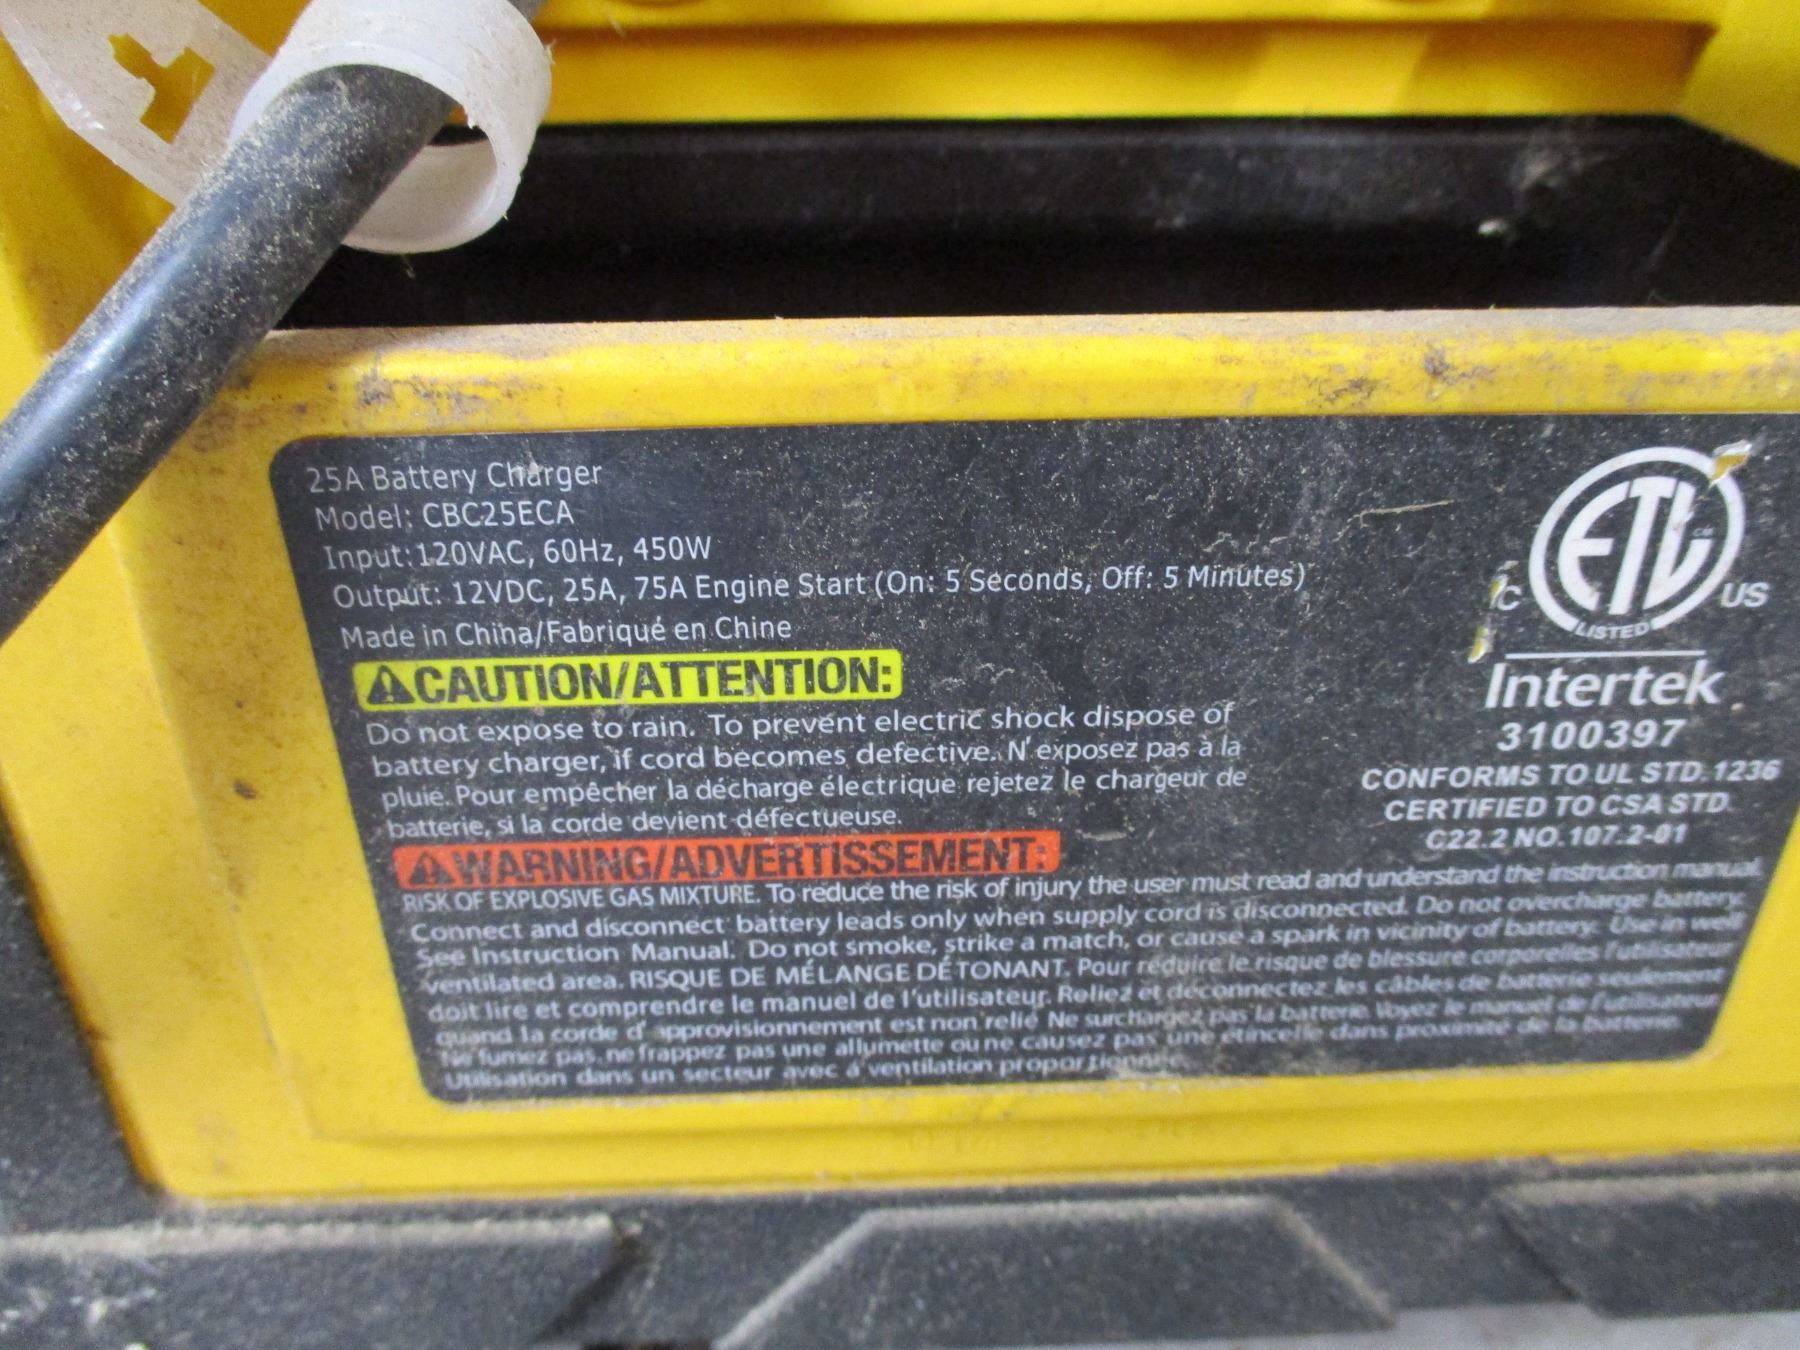 25A Battery Charger
Model: CBC25ECA
Input: 120VAC, 60Hz, 450W
Output: 12VDC, 25A, 75A Engine Start (On: 5 Seconds, Off: 5 Minutes)
Made in China/Fabriqué en Chine
CAUTION/ATTENTION:
Do not expose to rain. To prevent electric shock dispose of
battery charger, if cord becomes defective. N'exposez pas à la
pluie. Pour empêcher la décharge électrique rejetez le chargeur de
batterie, si la corde devient défectueuse.
ETL
C US
LISTED
Intertek
3100397
CONFORMS TO UL STD. 1236
CERTIFIED TO CSA STD.
C22.2 NO. 107.2-01
WARNING/ADVERTISSEMENT:
RISK OF EXPLOSIVE GAS MIXTURE. To reduce the risk of injury the user must read and understand the instruction manual.
Connect and disconnect battery leads only when supply cord is disconnected. Do not overcharge battery.
See Instruction Manual. Do not smoke, strike a match, or cause a spark in vicinity of battery. Use in well
ventilated area. RISQUE DE MÉLANGE DÉTONANT. Pour réduire le risque de blessure corporelles l'utilisateur
doit lire et comprendre le manuel de l'utilisateur. Reliez et déconnectez les câbles de batterie seulement
quand la corde d'approvisionnement est non relié Ne surchargez pas la batterie. Voyez le manuel de l'utilisateur
Ne fumez pas, ne frappez pas une allumette ou ne causez pas une étincelle dans proximité de la batterie.
Utilisation dans un secteur avec á ventilation proportionnée.